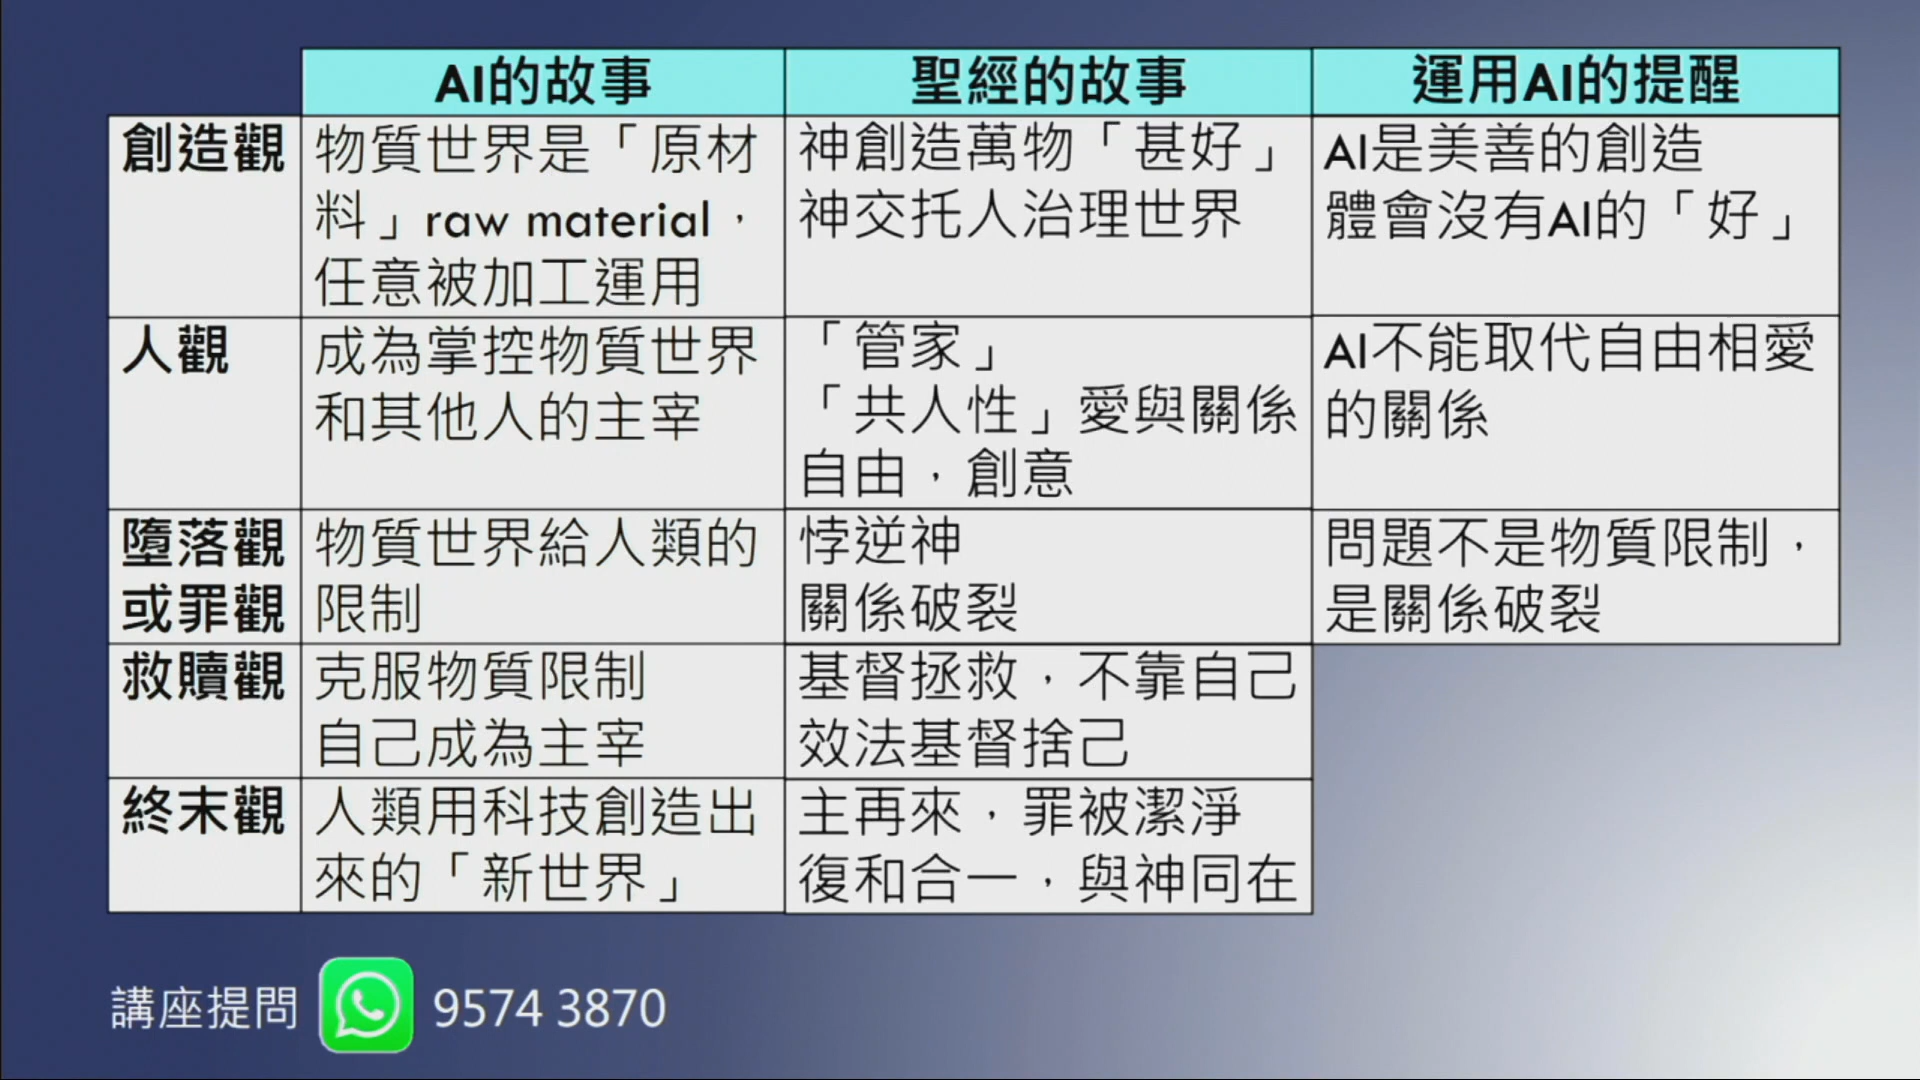 AI的故事
聖經的故事
運用AI的提醒
創造觀
物質世界是「原材
料」raw material，
任意被加工運用
神創造萬物「甚好」
神交托人治理世界
AI是美善的創造
體會沒有AI的「好」
人觀
成為掌控物質世界
和其他人的主宰
「管家」
「共人性」愛與關係
自由，創意
AI不能取代自由相愛
的關係
墮落觀
或罪觀
物質世界給人類的
限制
悖逆神
關係破裂
問題不是物質限制，
是關係破裂
救贖觀
克服物質限制
自己成為主宰
基督拯救，不靠自己
效法基督捨己
終末觀
人類用科技創造出
來的「新世界」
主再來，罪被潔淨
復和合一，與神同在
講座提問 9574 3870